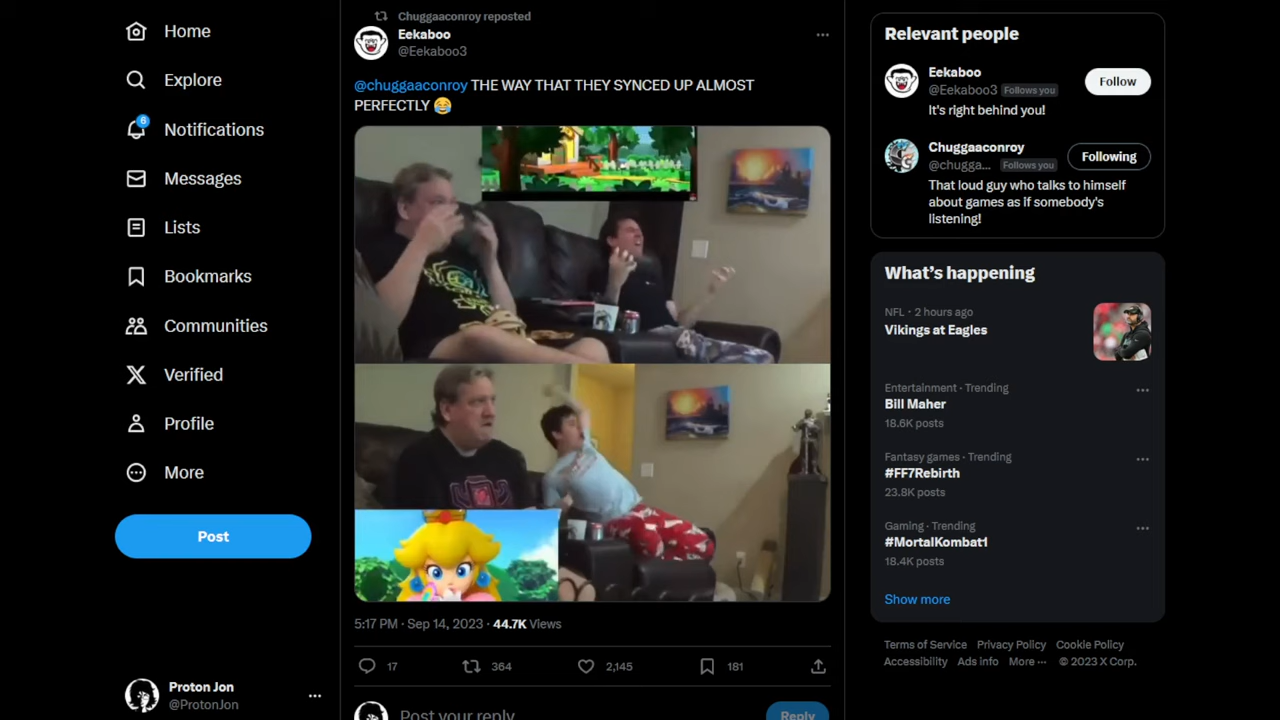 Home
Explore
6
Notifications
Messages
Lists
Bookmarks
Communities
Verified
Profile
More
Post
Proton Jon
@ProtonJon
Chuggaaconroy reposted
Eekaboo
@Eekaboo3
@chuggaaconroy THE WAY THAT THEY SYNCED UP ALMOST
PERFECTLY 😂
5:17 PM · Sep 14, 2023 · 44.7K Views
17
364
2,145
181
Post your reply
Reply
Relevant people
Eekaboo
@Eekaboo3 Follows you
Follow
It's right behind you!
Chuggaaconroy
@chugga... Follows you
Following
That loud guy who talks to himself
about games as if somebody's
listening!
What's happening
NFL · 2 hours ago
Vikings at Eagles
Entertainment · Trending
Bill Maher
18.6K posts
Fantasy games · Trending
#FF7Rebirth
23.8K posts
Gaming · Trending
#MortalKombat1
18.4K posts
Show more
Terms of Service Privacy Policy Cookie Policy
Accessibility Ads info More ··· © 2023 X Corp.